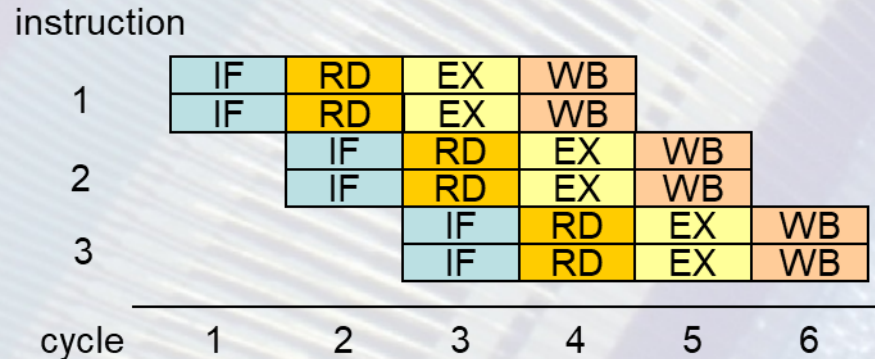 instruction
IF RD EX WB
1
IF RD EX WB
IF RD EX WB
2
IF RD EX WB
IF RD EX WB
3
IF RD EX WB
cycle 1 2 3 4 5 6